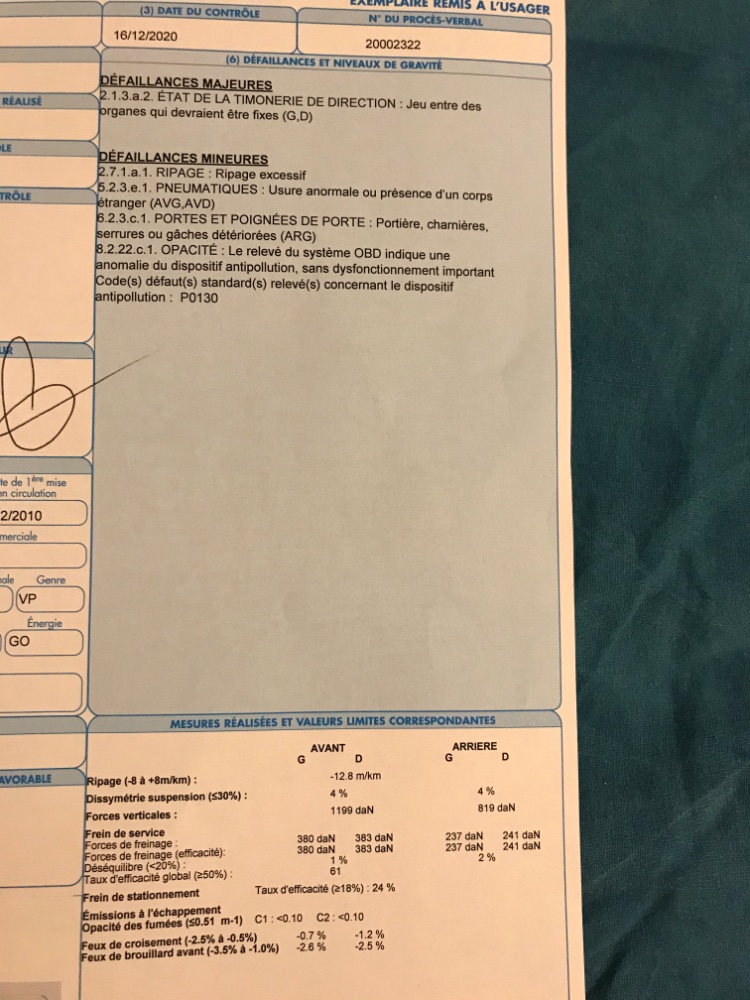 EXEMPLAIRE REMIS À L'USAGER
(3) DATE DU CONTRÔLE
N° DU PROCÈS-VERBAL
16/12/2020
20002322
(6) DÉFAILLANCES ET NIVEAUX DE GRAVITÉ
DÉFAILLANCES MAJEURES
2.1.3.a.2. ÉTAT DE LA TIMONERIE DE DIRECTION : Jeu entre des
organes qui devraient être fixes (G,D)
RÉALISÉ
DÉFAILLANCES MINEURES
2.7.1.a.1. RIPAGE : Ripage excessif
5.2.3.e.1. PNEUMATIQUES : Usure anormale ou présence d'un corps
étranger (AVG,AVD)
6.2.3.c.1. PORTES ET POIGNÉES DE PORTE : Portière, charnières,
serrures ou gâches détériorées (ARG)
8.2.22.c.1. OPACITÉ : Le relevé du système OBD indique une
anomalie du dispositif antipollution, sans dysfonctionnement important
Code(s) défaut(s) standard(s) relevé(s) concernant le dispositif
antipollution : P0130
LE
TRÔLE
UR
te de 1ère mise
en circulation
2/2010
merciale
ale Genre
VP
Énergie
GO
AVORABLE
MESURES RÉALISÉES ET VALEURS LIMITES CORRESPONDANTES
AVANT ARRIERE
G D G D
Ripage (-8 à +8m/km) : -12.8 m/km
Dissymétrie suspension (≤30%) : 4 % 4 %
Forces verticales : 1199 daN 819 daN
Frein de service
Forces de freinage : 380 daN 383 daN 237 daN 241 daN
Forces de freinage (efficacité): 380 daN 383 daN 237 daN 241 daN
Déséquilibre (<20%) : 1 % 2 %
Taux d'efficacité global (≥50%) : 61
Frein de stationnement Taux d'efficacité (≥18%) : 24 %
Émissions à l'échappement
Opacité des fumées (≤0.51 m-1) C1 : <0.10 C2 : <0.10
Feux de croisement (-2.5% à -0.5%) -0.7 % -1.2 %
Feux de brouillard avant (-3.5% à -1.0%) -2.6 % -2.5 %